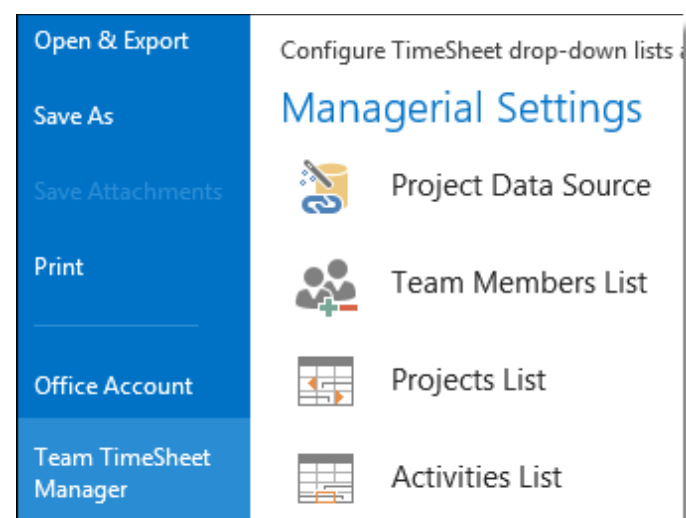 Open & Export
Save As
Save Attachments
Print
Office Account
Team TimeSheet
Manager
Configure TimeSheet drop-down lists
Managerial Settings
Project Data Source
Team Members List
Projects List
Activities List